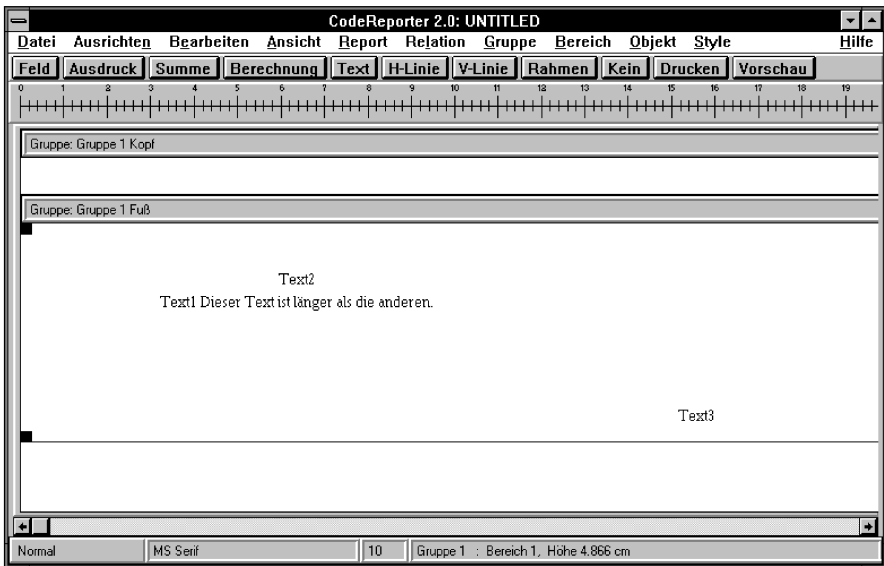 CodeReporter 2.0: UNTITLED
Datei Ausrichten Bearbeiten Ansicht Report Relation Gruppe Bereich Objekt Style Hilfe
Feld Ausdruck Summe Berechnung Text H-Linie V-Linie Rahmen Kein Drucken Vorschau
0 1 2 3 4 5 6 7 8 9 10 11 12 13 14 15 16 17 18 19
Gruppe: Gruppe 1 Kopf
Gruppe: Gruppe 1 Fuß
Text2
Text1 Dieser Text ist länger als die anderen.
Text3
Normal MS Serif 10 Gruppe 1 : Bereich 1, Höhe 4.866 cm